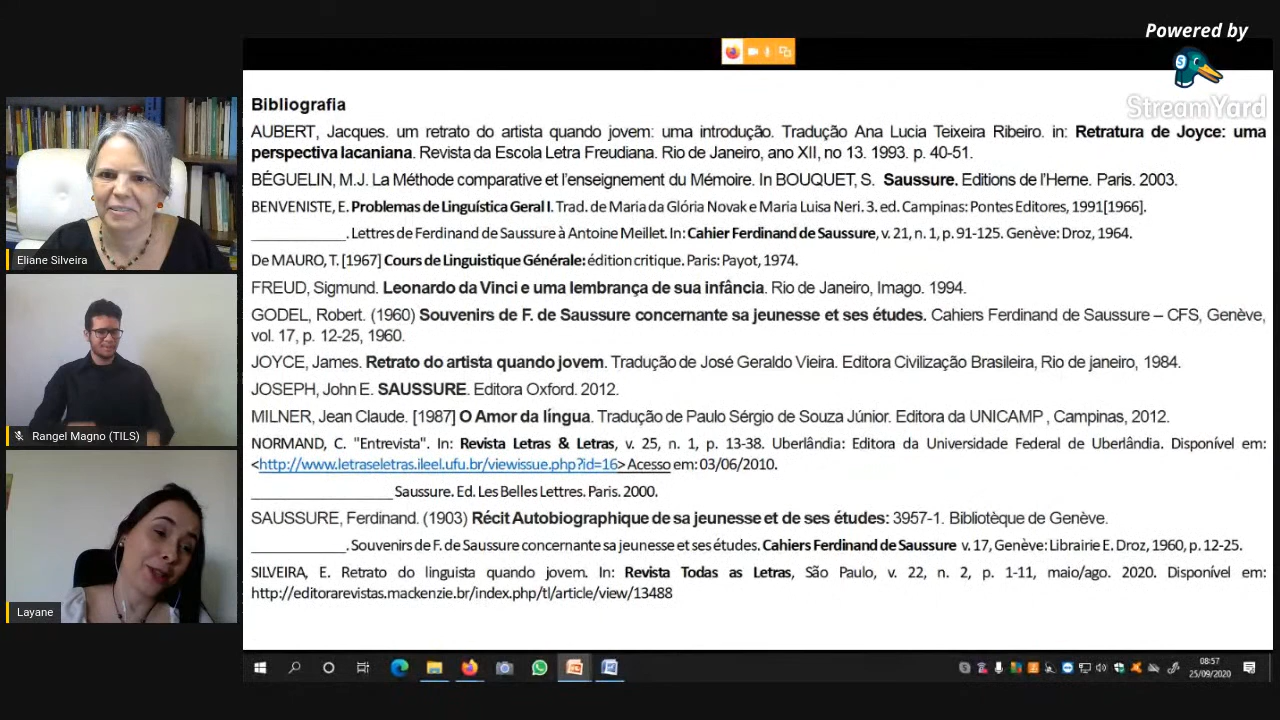 Powered by
StreamYard
Bibliografia
AUBERT, Jacques. um retrato do artista quando jovem: uma introdução. Tradução Ana Lucia Teixeira Ribeiro. in: Retratura de Joyce: uma
perspectiva lacaniana. Revista da Escola Letra Freudiana. Rio de Janeiro, ano XII, no 13. 1993. p. 40-51.
BÉGUELIN, M.J. La Méthode comparative et l'enseignement du Mémoire. In BOUQUET, S. Saussure. Editions de l'Herne. Paris. 2003.
BENVENISTE, E. Problemas de Linguística Geral I. Trad. de Maria da Glória Novak e Maria Luisa Neri. 3. ed. Campinas: Pontes Editores, 1991[1966].
______________. Lettres de Ferdinand de Saussure à Antoine Meillet. In: Cahier Ferdinand de Saussure, v. 21, n. 1, p. 91-125. Genève: Droz, 1964.
De MAURO, T. [1967] Cours de Linguistique Générale: édition critique. Paris: Payot, 1974.
FREUD, Sigmund. Leonardo da Vinci e uma lembrança de sua infância. Rio de Janeiro, Imago. 1994.
GODEL, Robert. (1960) Souvenirs de F. de Saussure concernante sa jeunesse et ses études. Cahiers Ferdinand de Saussure – CFS, Genève,
vol. 17, p. 12-25, 1960.
JOYCE, James. Retrato do artista quando jovem. Tradução de José Geraldo Vieira. Editora Civilização Brasileira, Rio de janeiro, 1984.
JOSEPH, John E. SAUSSURE. Editora Oxford. 2012.
MILNER, Jean Claude. [1987] O Amor da língua. Tradução de Paulo Sérgio de Souza Júnior. Editora da UNICAMP , Campinas, 2012.
NORMAND, C. "Entrevista". In: Revista Letras & Letras, v. 25, n. 1, p. 13-38. Uberlândia: Editora da Universidade Federal de Uberlândia. Disponível em:
<http://www.letraseletras.ileel.ufu.br/viewissue.php?id=16> Acesso em: 03/06/2010.
_____________________ Saussure. Ed. Les Belles Lettres. Paris. 2000.
SAUSSURE, Ferdinand. (1903) Récit Autobiographique de sa jeunesse et de ses études: 3957-1. Bibliotèque de Genève.
______________. Souvenirs de F. de Saussure concernante sa jeunesse et ses études. Cahiers Ferdinand de Saussure v. 17, Genève: Librairie E. Droz, 1960, p. 12-25.
SILVEIRA, E. Retrato do linguista quando jovem. In: Revista Todas as Letras, São Paulo, v. 22, n. 2, p. 1-11, maio/ago. 2020. Disponível em:
http://editorarevistas.mackenzie.br/index.php/tl/article/view/13488
Eliane Silveira
Rangel Magno (TILS)
Layane
08:57
25/09/2020